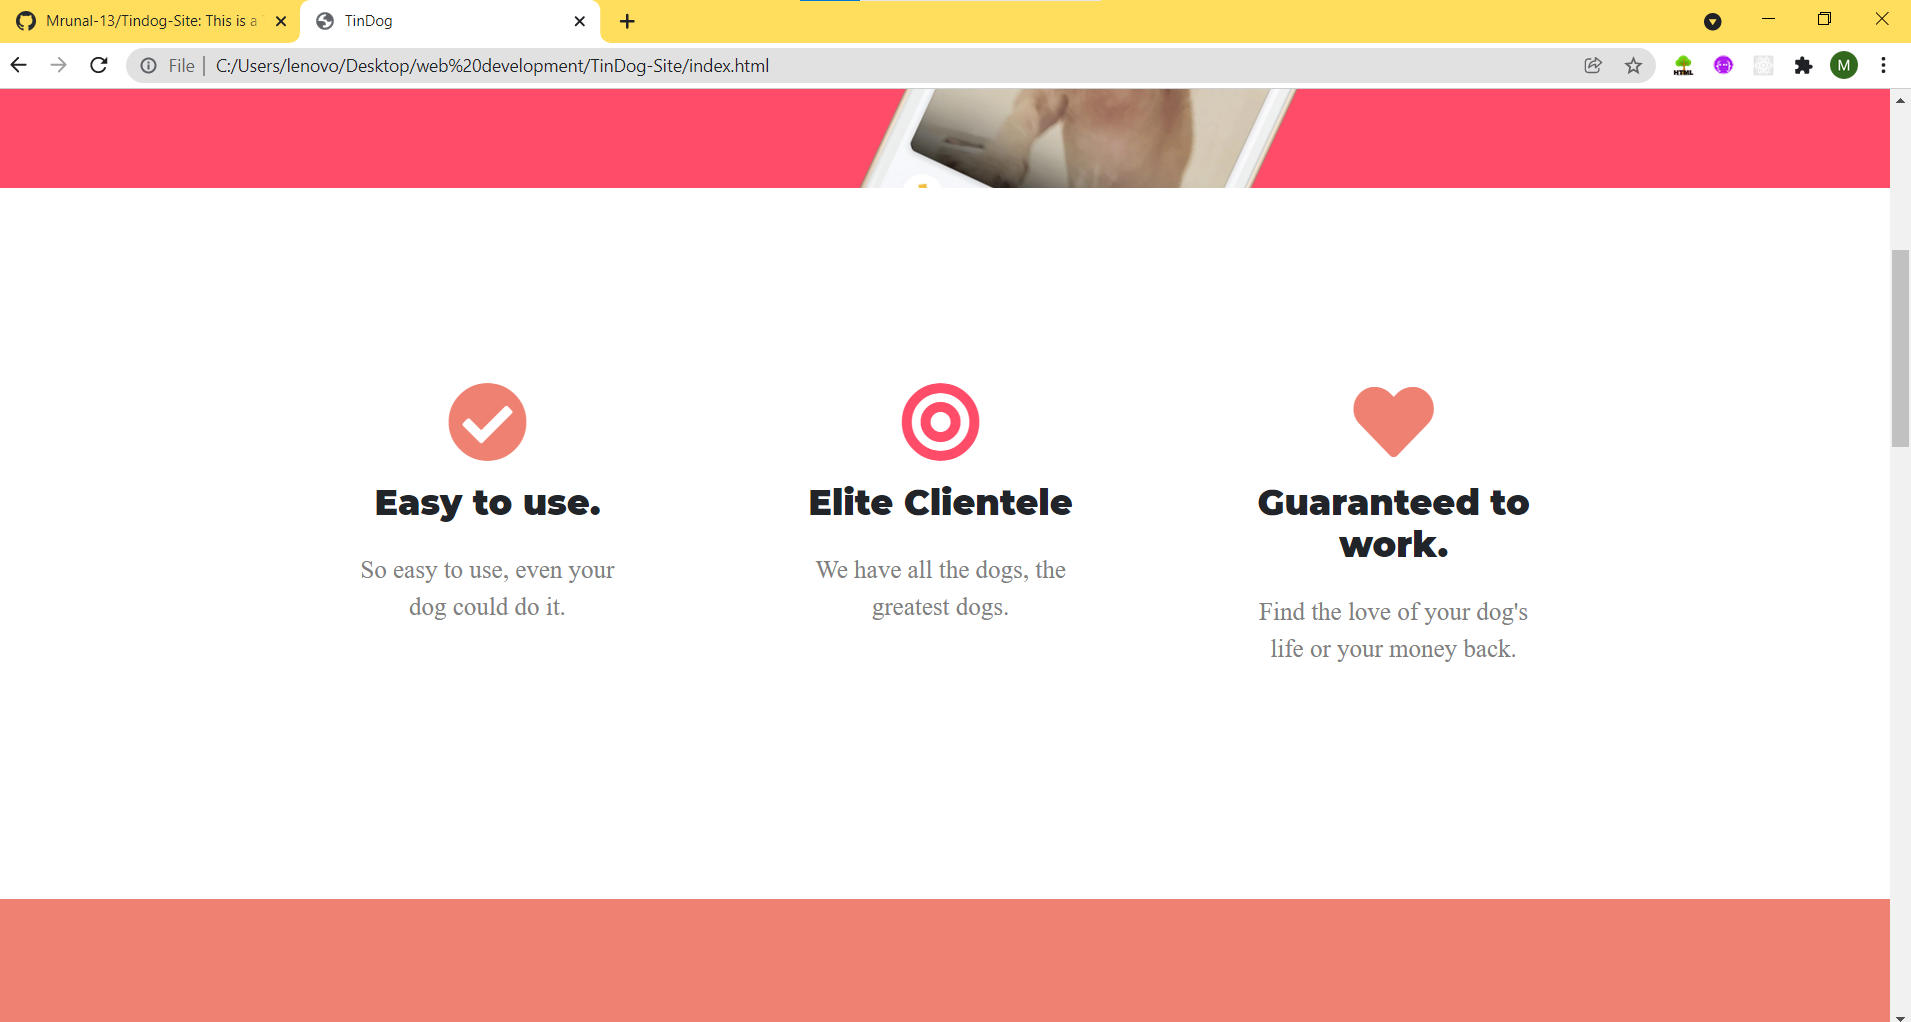 Mrunal-13/Tindog-Site: This is a
TinDog
File
C:/Users/lenovo/Desktop/web%20development/TinDog-Site/index.html
HTML
M
Easy to use.
So easy to use, even your
dog could do it.
Elite Clientele
We have all the dogs, the
greatest dogs.
Guaranteed to
work.
Find the love of your dog's
life or your money back.